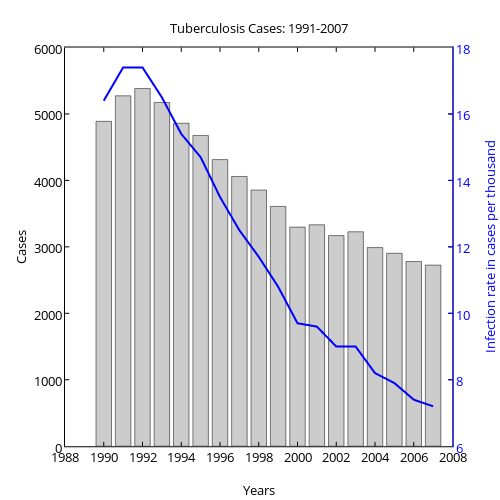 Tuberculosis Cases: 1991-2007
6000
5000
4000
3000
2000
1000
0
Cases
18
16
14
12
10
8
6
Infection rate in cases per thousand
1988 1990 1992 1994 1996 1998 2000 2002 2004 2006 2008
Years